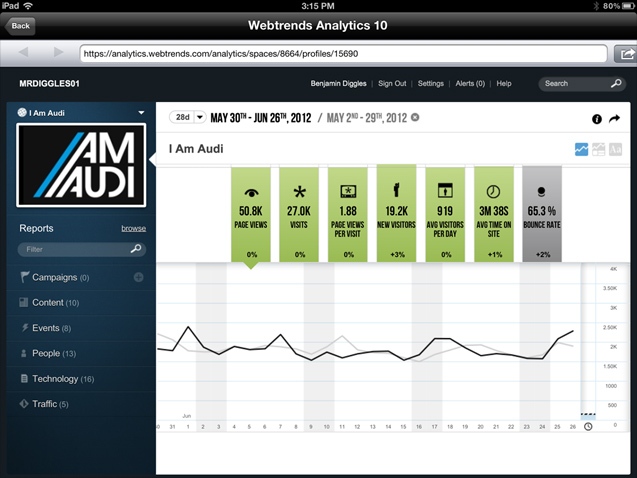 iPad
3:15 PM
80%
Back
Webtrends Analytics 10
https://analytics.webtrends.com/analytics/spaces/8664/profiles/15690
MRDIGGLES01
Benjamin Diggles | Sign Out | Settings | Alerts (0) | Help
Search
I Am Audi
28d
MAY 30TH - JUN 26TH, 2012 / MAY 2ND - 29TH, 2012
I AM
AUDI
I Am Audi
Aa
50.8K
PAGE VIEWS
0%
27.0K
VISITS
0%
1.88
PAGE VIEWS
PER VISIT
0%
19.2K
NEW VISITORS
+3%
919
AVG VISITORS
PER DAY
0%
3M 38S
AVG TIME ON
SITE
+1%
65.3 %
BOUNCE RATE
+2%
Reports
browse
Filter
Campaigns (0)
Content (10)
Events (8)
People (13)
Technology (16)
Traffic (5)
4K
3.50K
3K
2.50K
2K
1.50K
1K
500
0
Jun
30 31 1 2 3 4 5 6 7 8 9 10 11 12 13 14 15 16 17 18 19 20 21 22 23 24 25 26